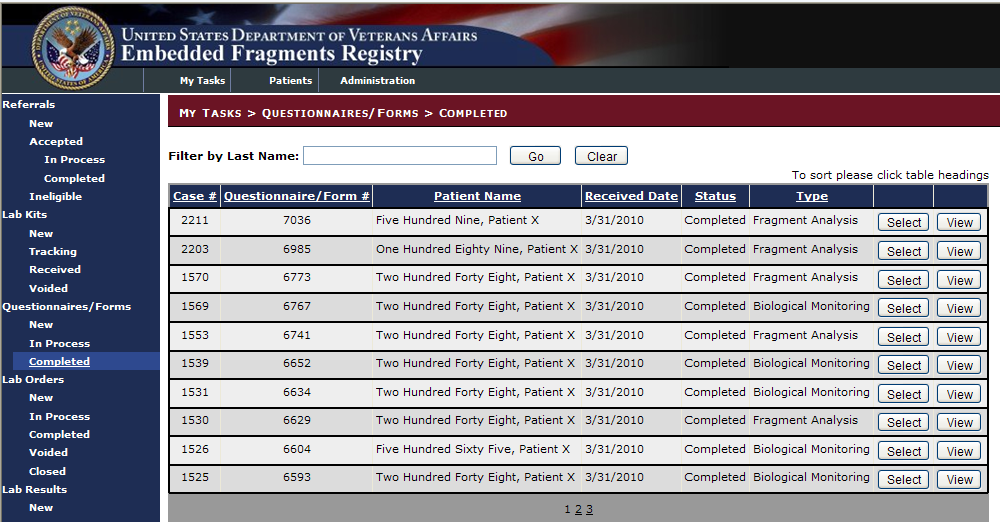 UNITED STATES DEPARTMENT OF VETERANS AFFAIRS
Embedded Fragments Registry
My Tasks Patients Administration
Referrals
New
Accepted
In Process
Completed
Ineligible
Lab Kits
New
Tracking
Received
Voided
Questionnaires/Forms
New
In Process
Completed
Lab Orders
New
In Process
Completed
Voided
Closed
Lab Results
New
MY TASKS > QUESTIONNAIRES/FORMS > COMPLETED
Filter by Last Name: Go Clear
To sort please click table headings
Case # Questionnaire/Form # Patient Name Received Date Status Type
2211 7036 Five Hundred Nine, Patient X 3/31/2010 Completed Fragment Analysis Select View
2203 6985 One Hundred Eighty Nine, Patient X 3/31/2010 Completed Fragment Analysis Select View
1570 6773 Two Hundred Forty Eight, Patient X 3/31/2010 Completed Fragment Analysis Select View
1569 6767 Two Hundred Forty Eight, Patient X 3/31/2010 Completed Biological Monitoring Select View
1553 6741 Two Hundred Forty Eight, Patient X 3/31/2010 Completed Fragment Analysis Select View
1539 6652 Two Hundred Forty Eight, Patient X 3/31/2010 Completed Biological Monitoring Select View
1531 6634 Two Hundred Forty Eight, Patient X 3/31/2010 Completed Biological Monitoring Select View
1530 6629 Two Hundred Forty Eight, Patient X 3/31/2010 Completed Fragment Analysis Select View
1526 6604 Five Hundred Sixty Five, Patient X 3/31/2010 Completed Biological Monitoring Select View
1525 6593 Two Hundred Forty Eight, Patient X 3/31/2010 Completed Biological Monitoring Select View
1 2 3